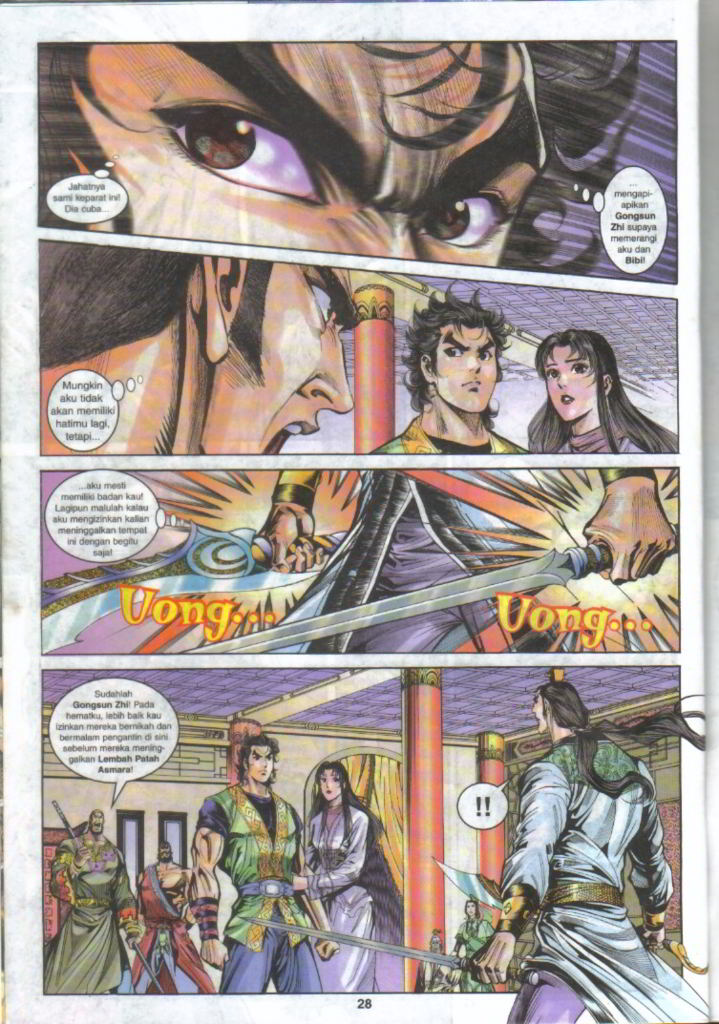 Jahatnya
sami keparat ini!
Dia cuba...
...
mengapi-
apikan
Gongsun
Zhi supaya
memerangi
aku dan
Bibi!
Mungkin
aku tidak
akan memiliki
hatimu lagi,
tetapi...
...aku mesti
memiliki badan kau!
Lagipun malulah kalau
aku mengizinkan kalian
meninggalkan tempat
ini dengan begitu
saja!
Uong...
Uong...
Sudahlah
Gongsun Zhi! Pada
hematku, lebih baik kau
izinkan mereka bernikah dan
bermalam pengantin di sini
sebelum mereka mening-
galkan Lembah Patah
Asmara!
!!
28